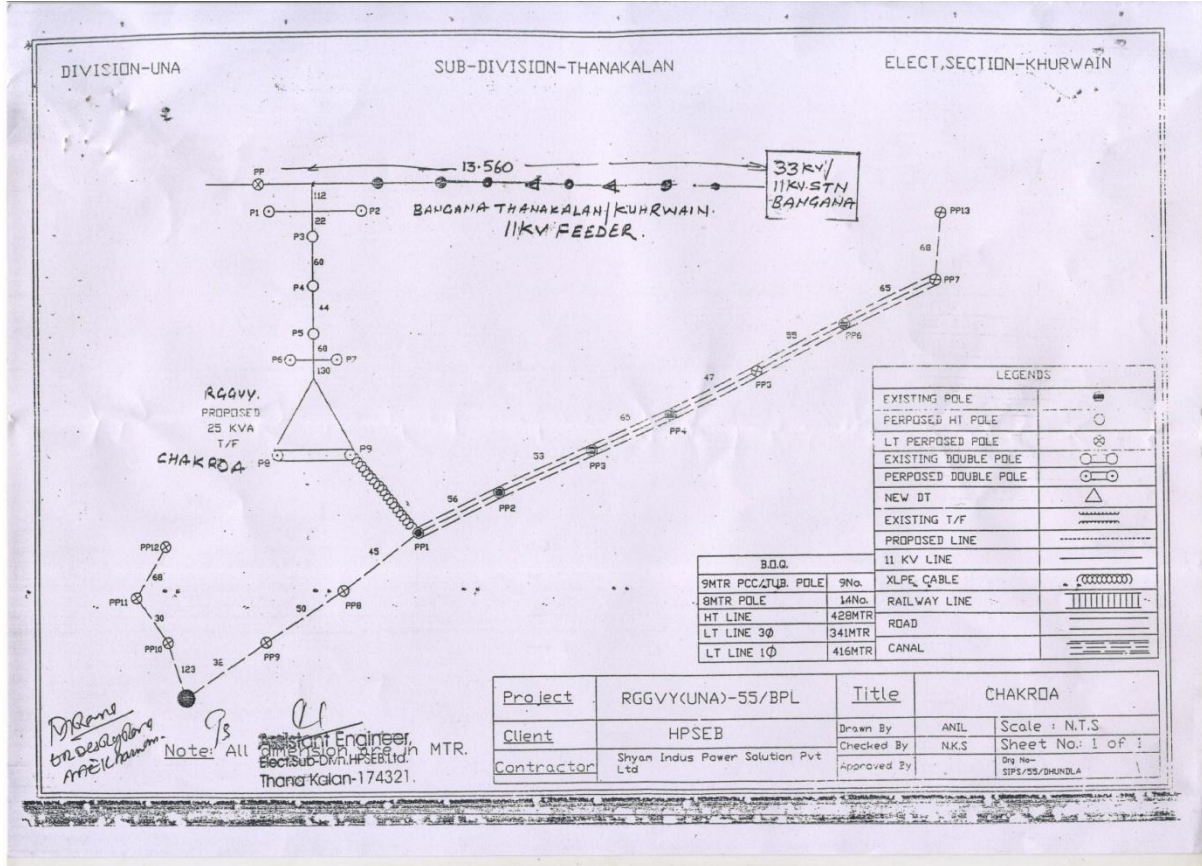 DIVISION-UNA
SUB-DIVISION-THANAKALAN
ELECT,SECTION-KHURWAIN
13.560
33KV/
11KV.STN
BANGANA
BANGANA THANAKALAN/KUHRWAIN.
11KV FEEDER
PP
112
P1
P2
22
P3
60
P4
44
P5
60
P6
P7
130
RGGVY.
PROPOSED
25 KVA
T/F
CHAKROA
P8
P9
PP13
68
PP7
65
PP6
55
PP5
47
PP4
65
PP3
53
PP2
56
PP1
45
PP8
50
PP9
32
PP12
68
PP11
30
PP10
123
LEGENDS
EXISTING POLE
PERPOSED HT POLE
LT PERPOSED POLE
EXISTING DOUBLE POLE
PERPOSED DOUBLE POLE
NEW DT
EXISTING T/F
PROPOSED LINE
11 KV LINE
XLPE CABLE
RAILWAY LINE
ROAD
CANAL
B.O.Q.
9MTR PCC/TUB. POLE 9No.
8MTR POLE 14No.
HT LINE 428MTR
LT LINE 3Ø 341MTR
LT LINE 1Ø 416MTR
Project RGGVY(UNA)-55/BPL Title CHAKROA
Client HPSEB Drawn By ANIL Scale : N.T.S
Checked By N.K.S Sheet No.: 1 of 1
Contractor Shyam Indus Power Solution Pvt Ltd Approved By Drg No-
SIPS/55/DHUNDLA
Note: All dimension are in MTR.
Assistant Engineer,
Elect.Sub-Divn.HPSEB Ltd.
Thana Kalan-174321.